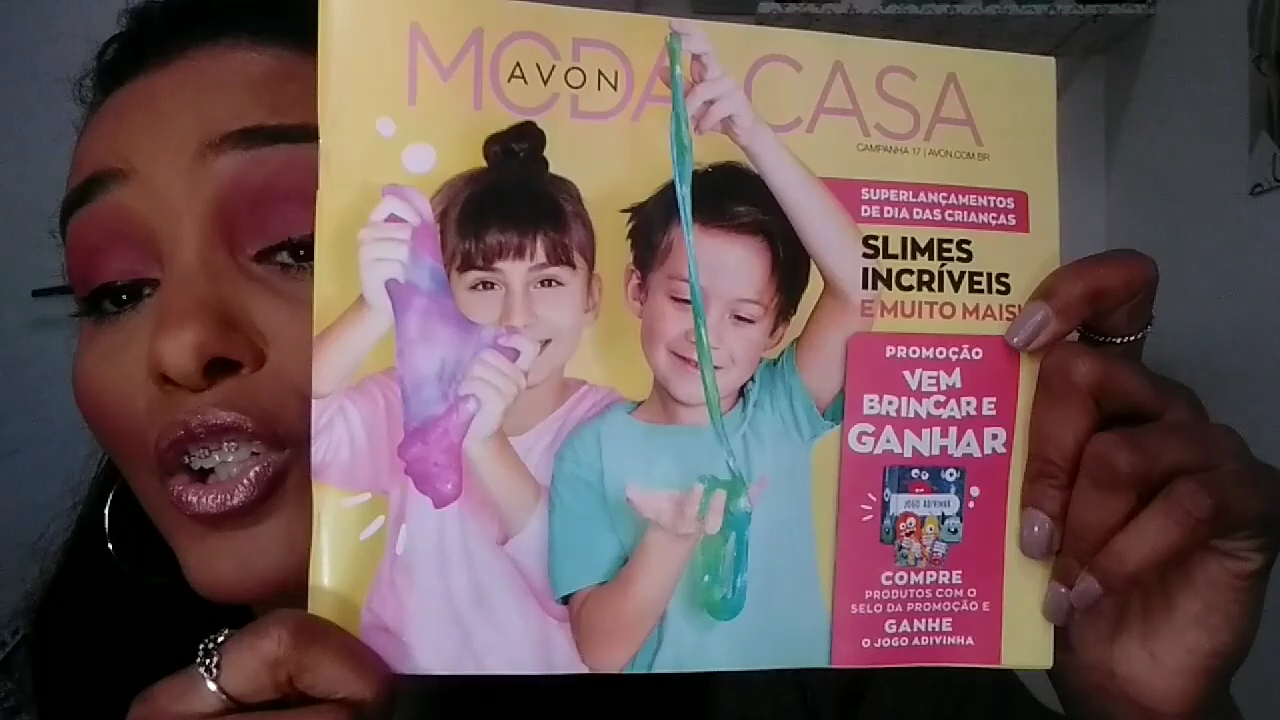 MODA & CASA
AVON
CAMPANHA 17 | AVON.COM.BR
SUPERLANÇAMENTOS
DE DIA DAS CRIANÇAS
SLIMES
INCRÍVEIS
E MUITO MAIS!
PROMOÇÃO
VEM
BRINCAR E
GANHAR
JOGO ADIVINHA
COMPRE
PRODUTOS COM O
SELO DA PROMOÇÃO E
GANHE
O JOGO ADIVINHA